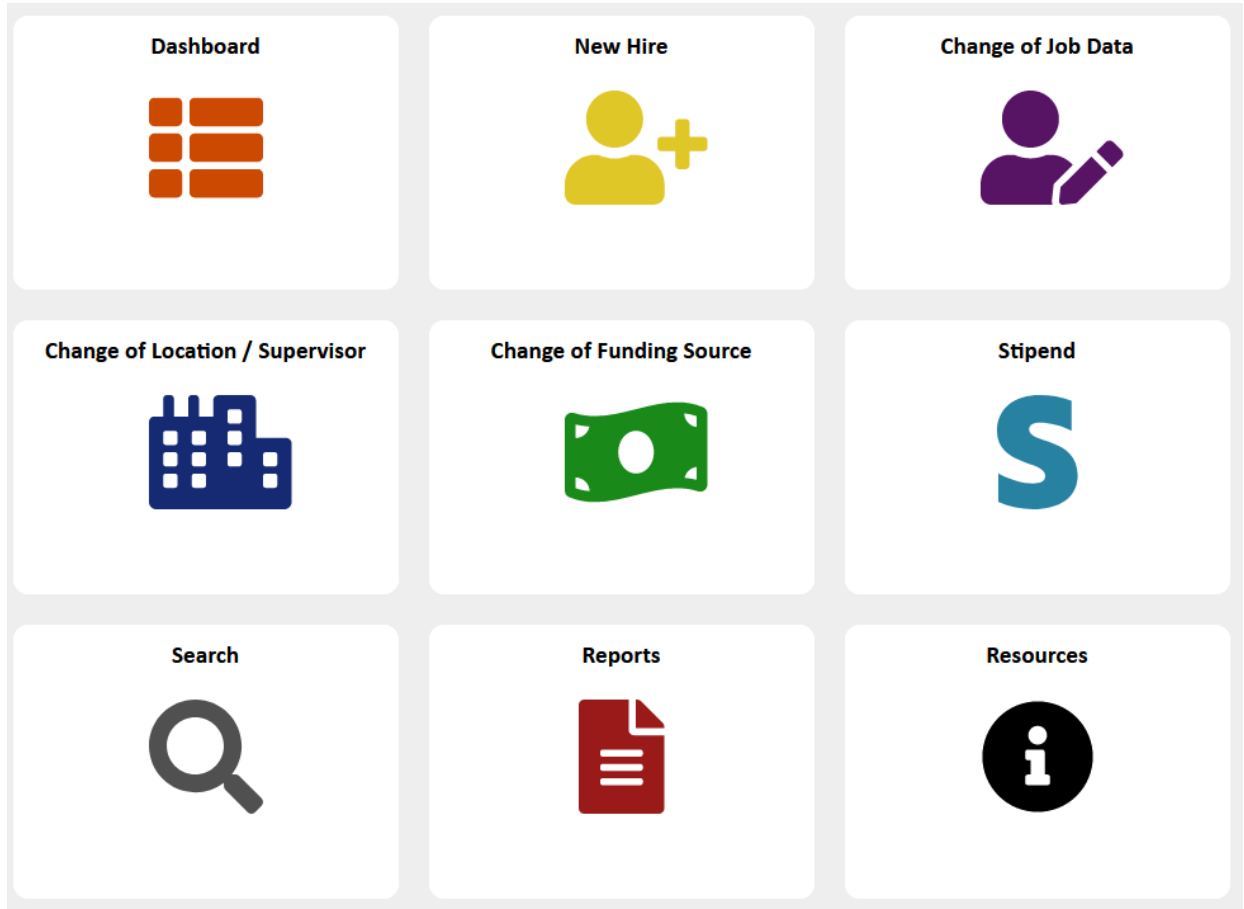 Dashboard
New Hire
Change of Job Data
Change of Location / Supervisor
Change of Funding Source
Stipend
S
Search
Reports
Resources